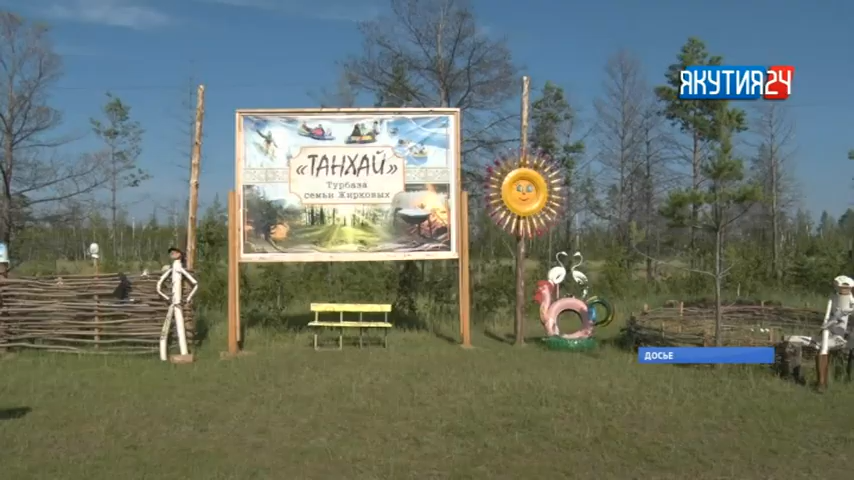 ЯКУТИЯ24
«ТАНХАЙ»
Турбаза
семьи Жирковых
ДОСЬЕ